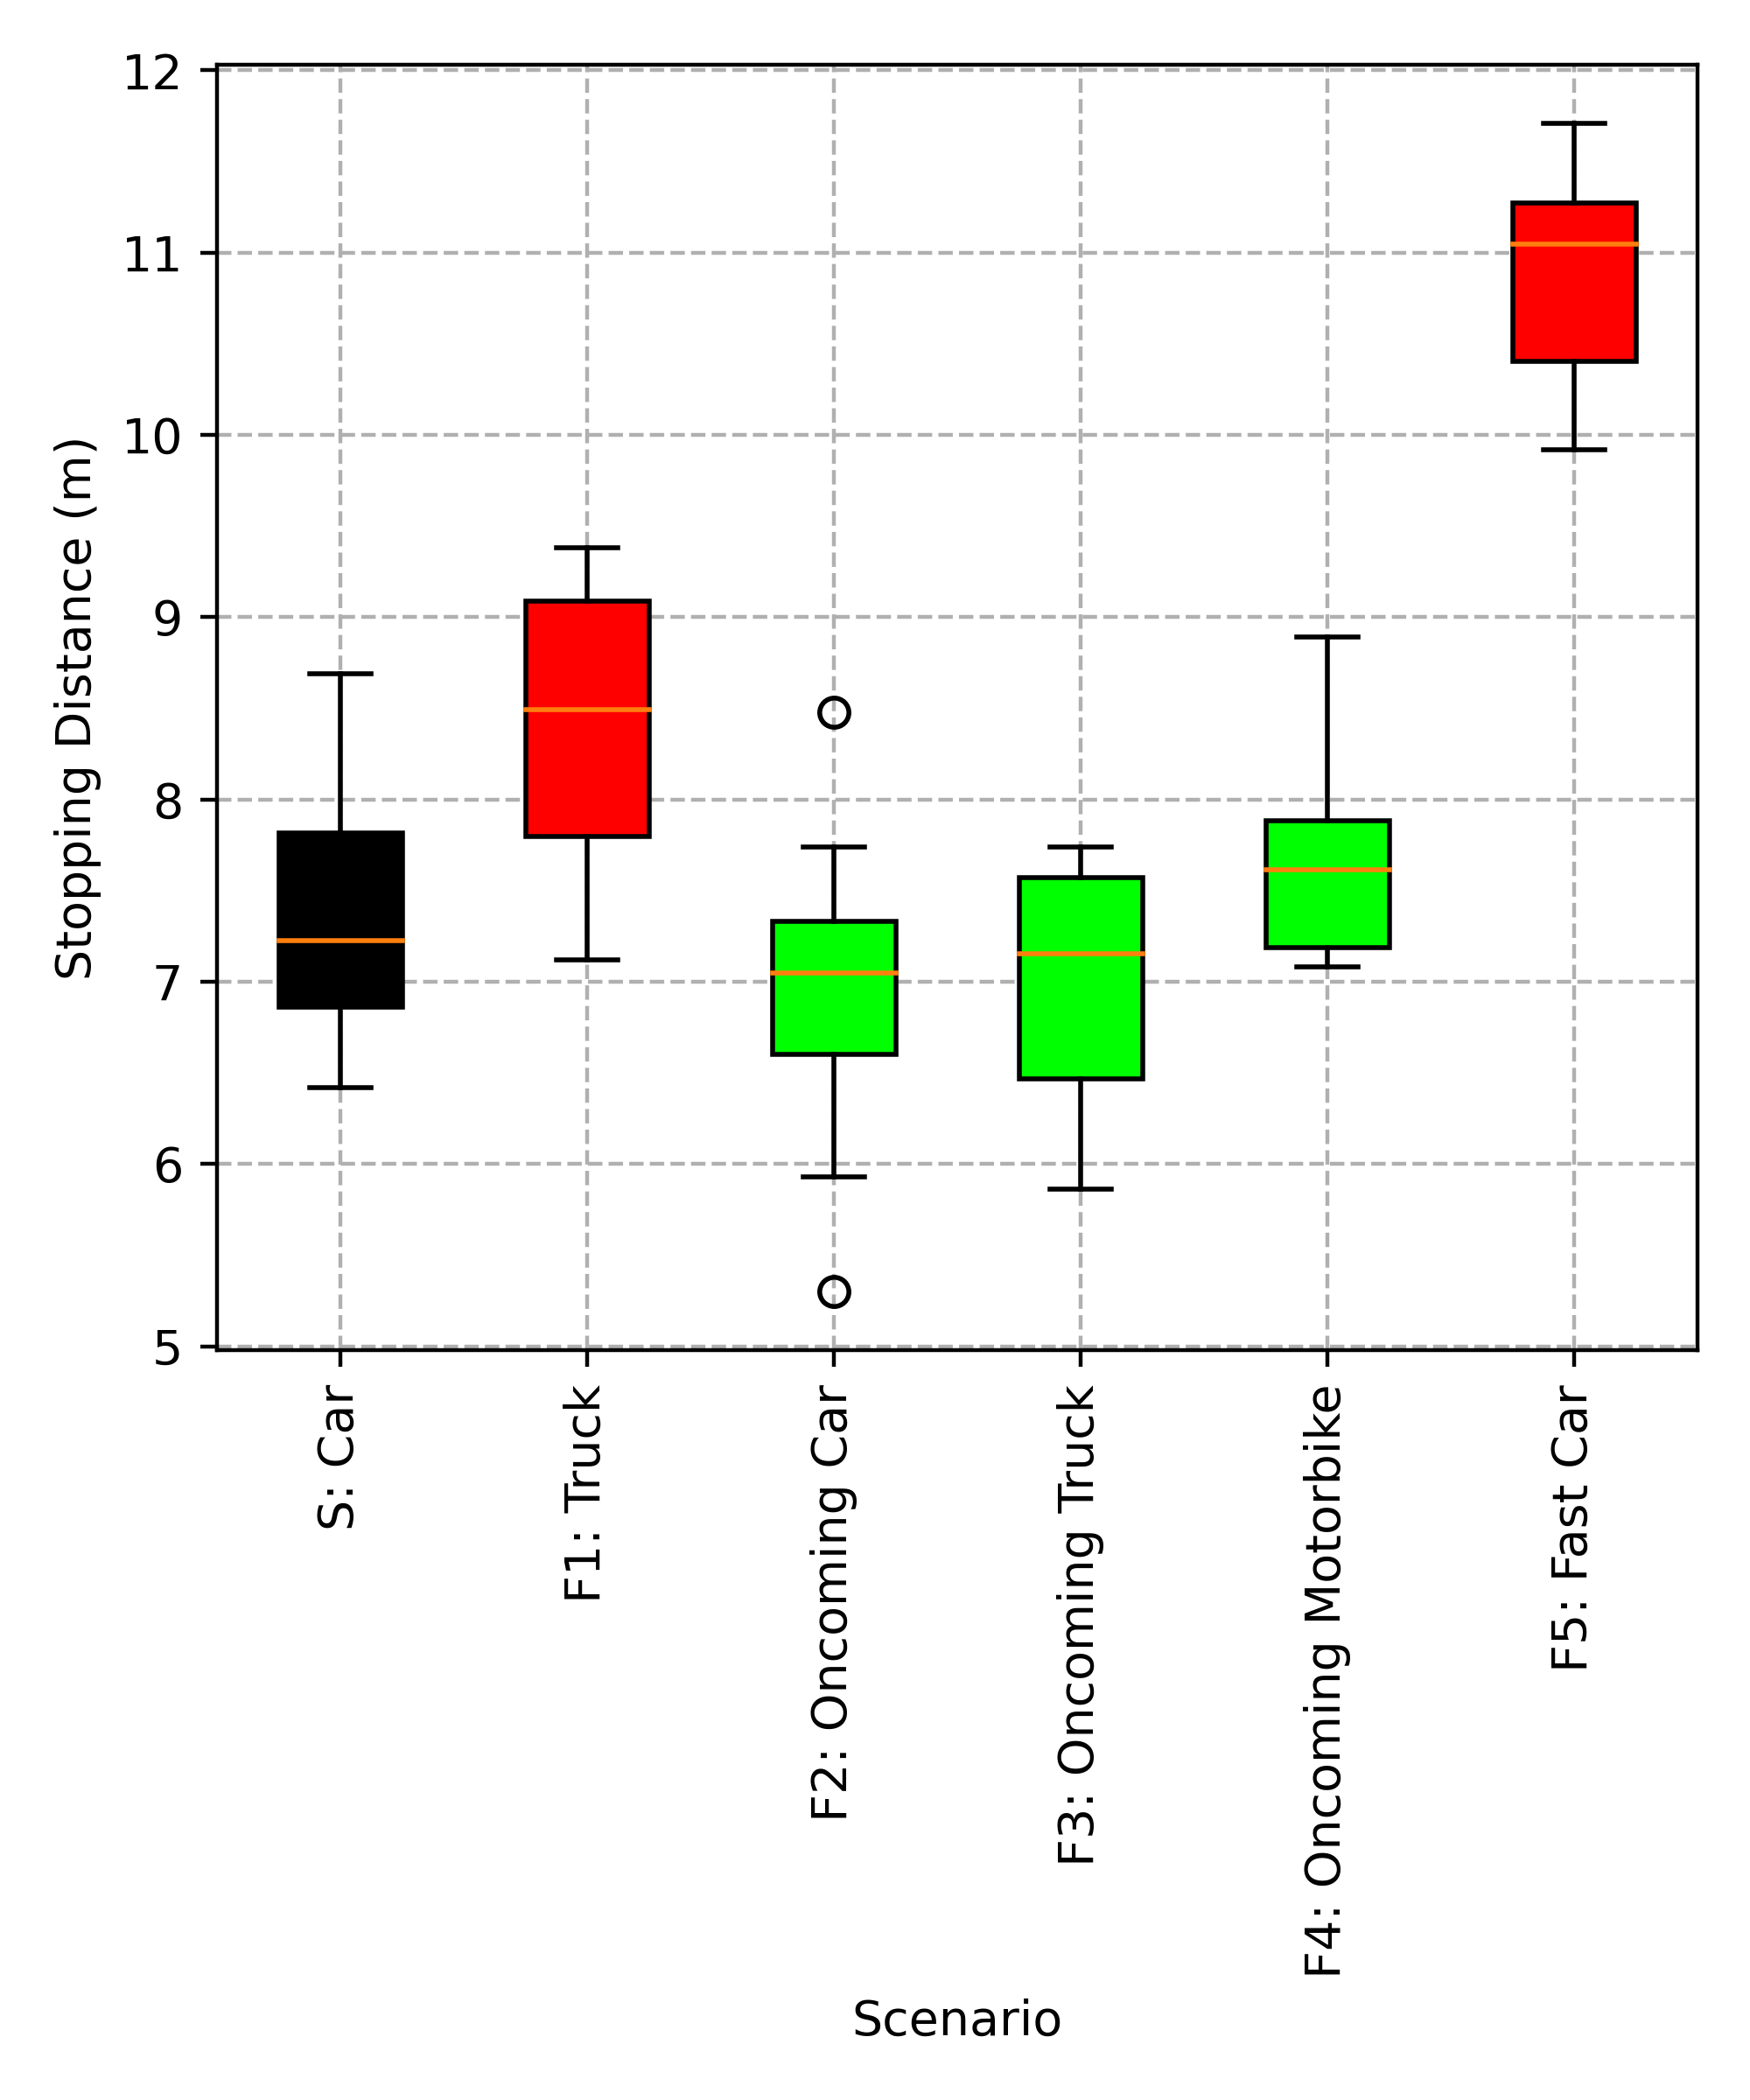 12
11
10
9
8
7
6
5
Stopping Distance (m)
S: Car
F1: Truck
F2: Oncoming Car
F3: Oncoming Truck
F4: Oncoming Motorbike
F5: Fast Car
Scenario